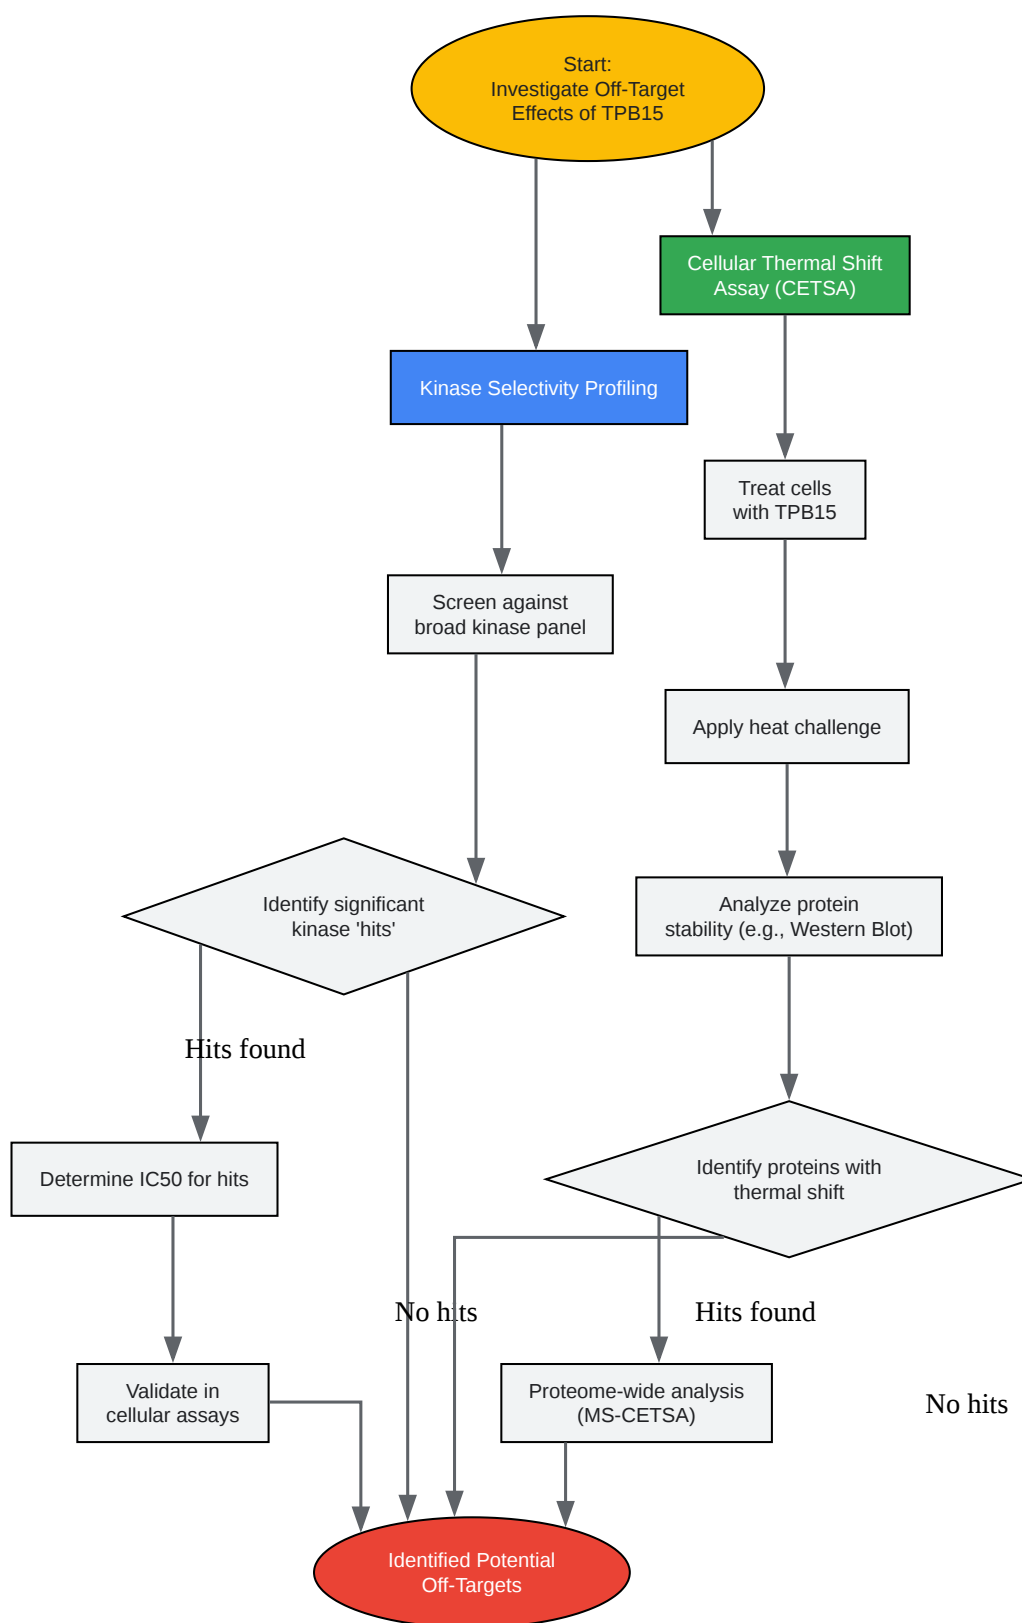 Start:
Investigate Off-Target
Effects of TPB15
Cellular Thermal Shift
Assay (CETSA)
Kinase Selectivity Profiling
Treat cells
with TPB15
Screen against
broad kinase panel
Apply heat challenge
Identify significant
kinase 'hits'
Analyze protein
stability (e.g., Western Blot)
Hits found
Determine IC50 for hits
Identify proteins with
thermal shift
No hits
Hits found
Validate in
cellular assays
Proteome-wide analysis
(MS-CETSA)
No hits
Identified Potential
Off-Targets